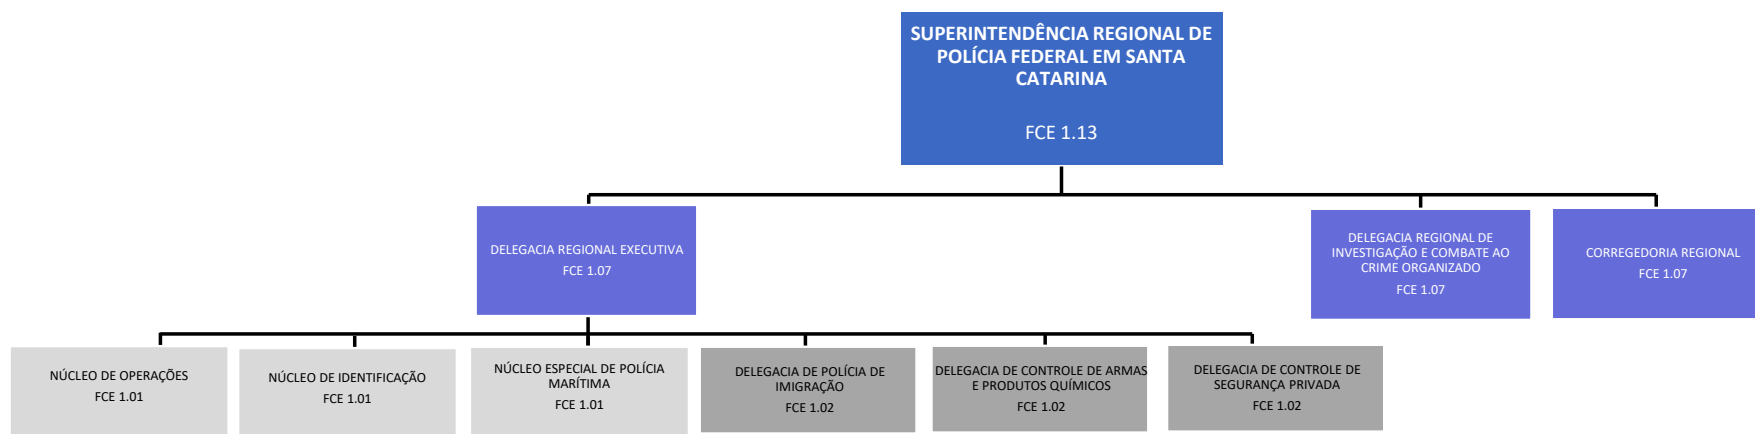 SUPERINTENDÊNCIA REGIONAL DE
POLÍCIA FEDERAL EM SANTA
CATARINA
FCE 1.13
DELEGACIA REGIONAL EXECUTIVA
FCE 1.07
DELEGACIA REGIONAL DE
INVESTIGAÇÃO E COMBATE AO
CRIME ORGANIZADO
FCE 1.07
CORREGEDORIA REGIONAL
FCE 1.07
NÚCLEO DE OPERAÇÕES
FCE 1.01
NÚCLEO DE IDENTIFICAÇÃO
FCE 1.01
NÚCLEO ESPECIAL DE POLÍCIA
MARÍTIMA
FCE 1.01
DELEGACIA DE POLÍCIA DE
IMIGRAÇÃO
FCE 1.02
DELEGACIA DE CONTROLE DE ARMAS
E PRODUTOS QUÍMICOS
FCE 1.02
DELEGACIA DE CONTROLE DE
SEGURANÇA PRIVADA
FCE 1.02